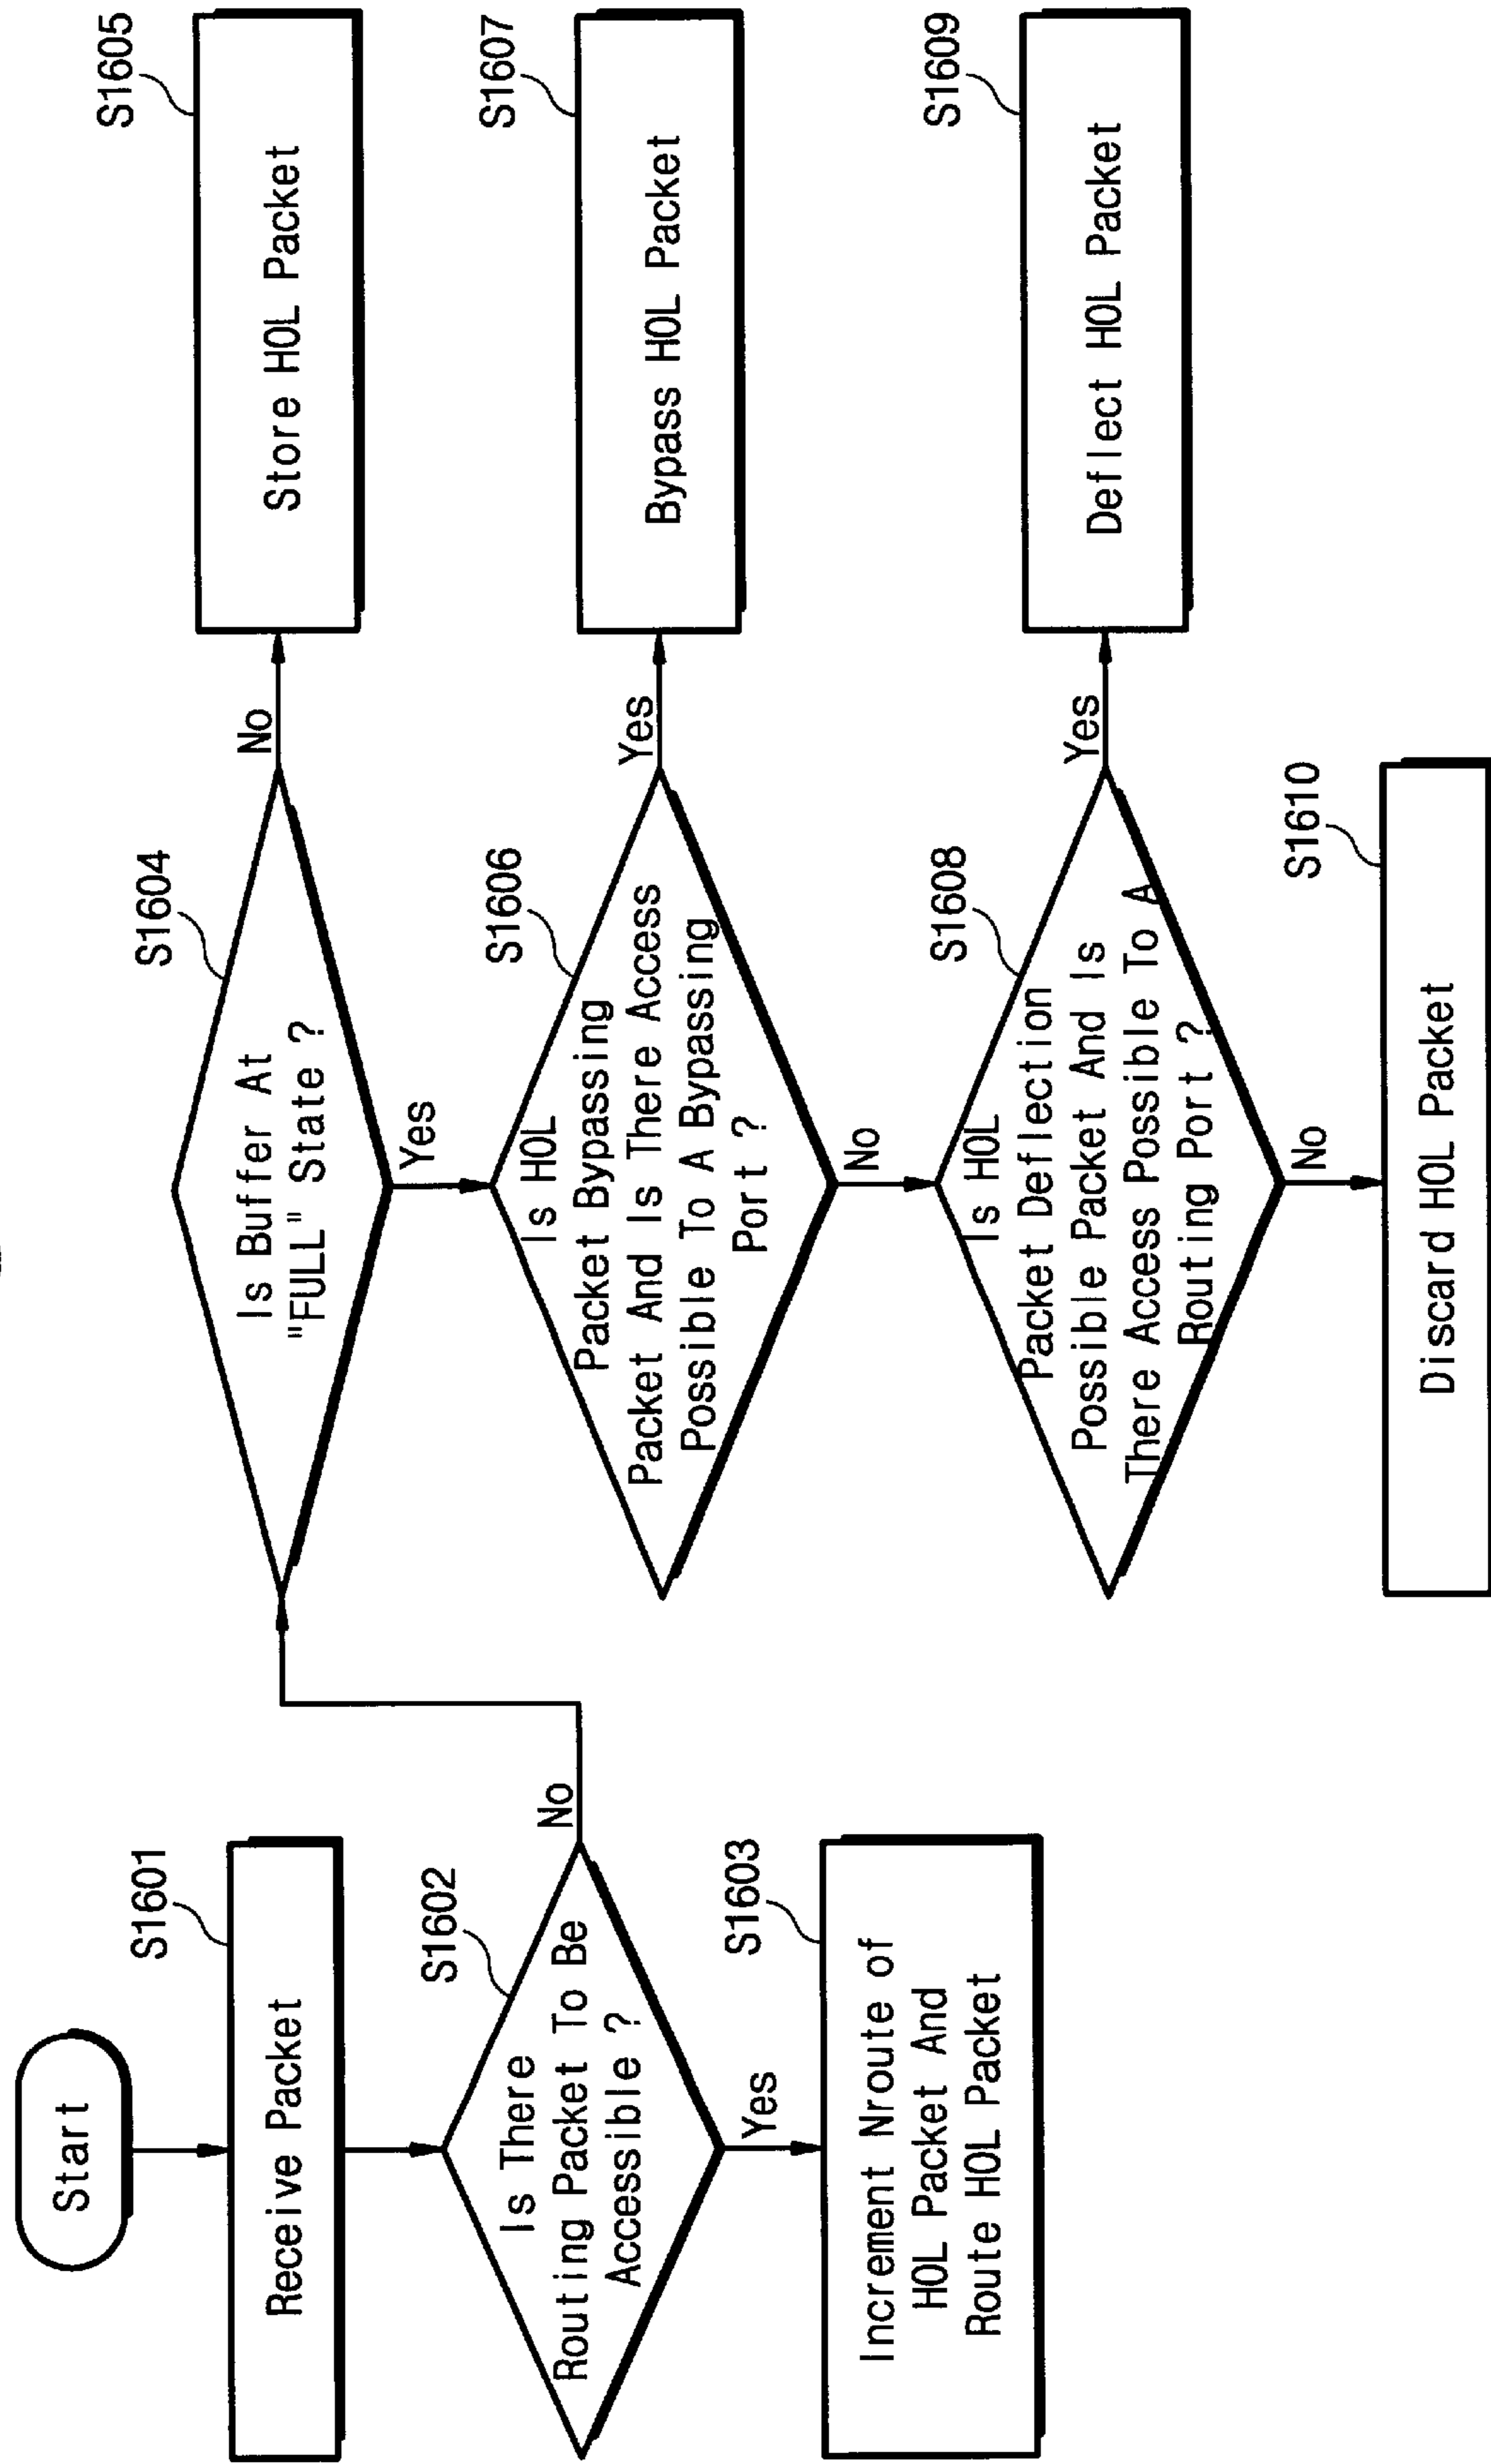 Start
S1601
Receive Packet
S1602
Is There
Routing Packet To Be
Accessible ?
No
Yes
S1603
Increment Nroute of
HOL Packet And
Route HOL Packet
S1604
Is Buffer At
"FULL" State ?
No
Yes
S1605
Store HOL Packet
S1606
Is HOL
Packet Bypassing
Packet And Is There Access
Possible To A Bypassing
Port ?
Yes
No
S1607
Bypass HOL Packet
S1608
Is HOL
Packet Deflection
Possible Packet And Is
There Access Possible To A
Routing Port ?
Yes
No
S1609
Deflect HOL Packet
S1610
Discard HOL Packet